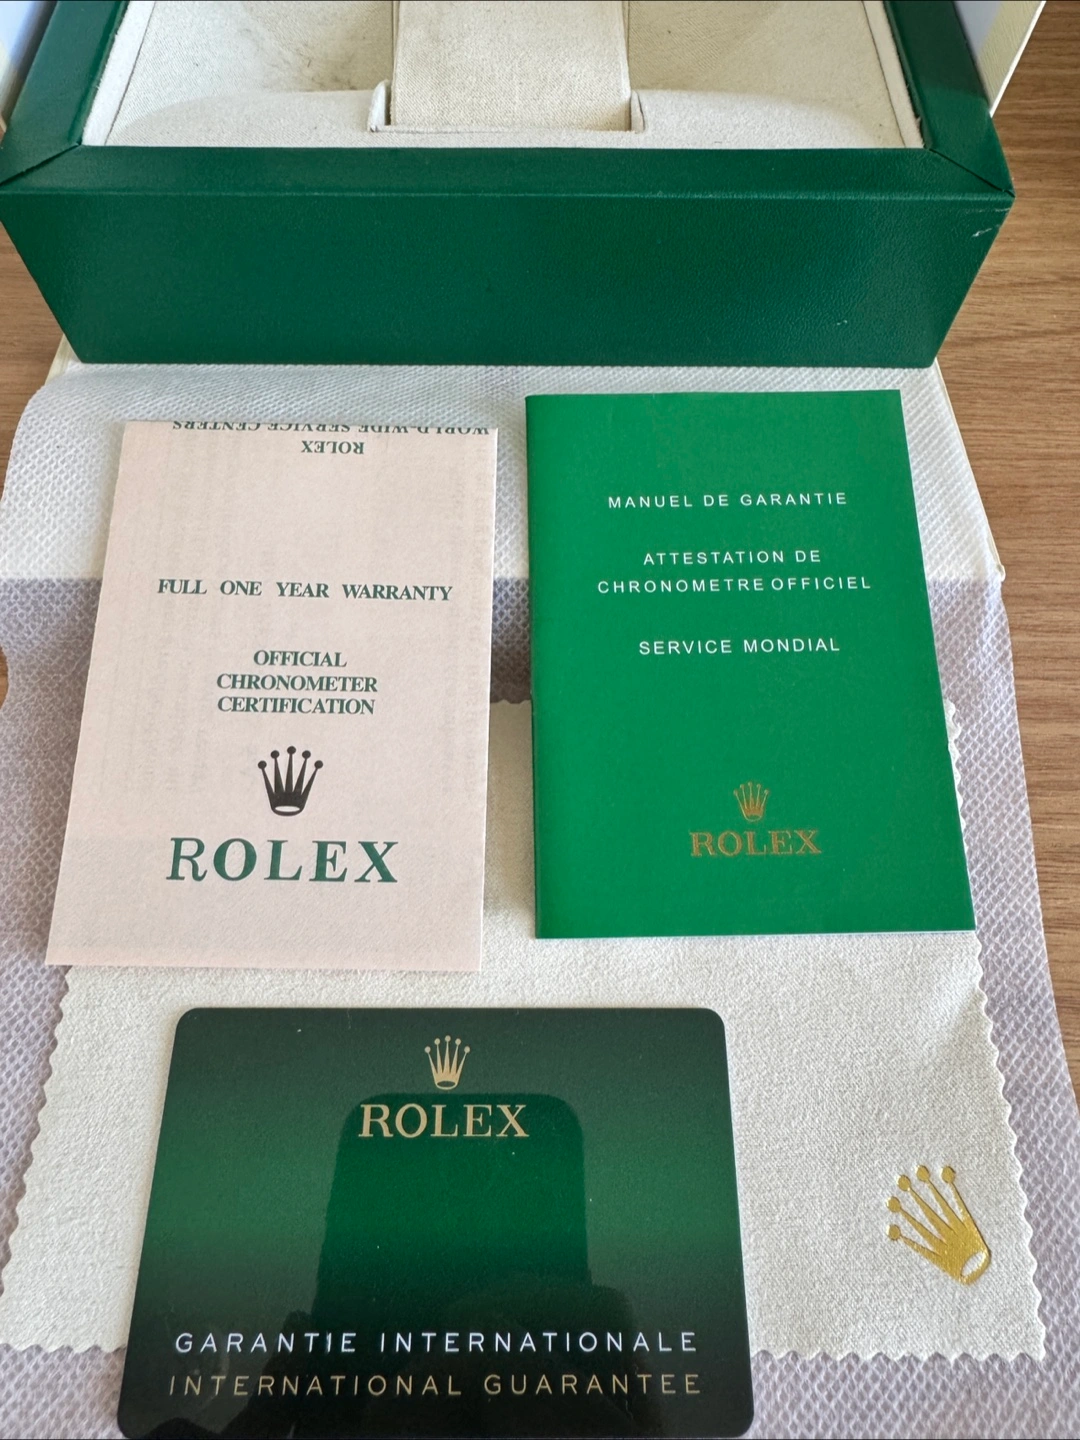 WORLD-WIDE SERVICE CENTERS
ROLEX
FULL ONE YEAR WARRANTY
OFFICIAL
CHRONOMETER
CERTIFICATION
ROLEX
MANUEL DE GARANTIE
ATTESTATION DE
CHRONOMETRE OFFICIEL
SERVICE MONDIAL
ROLEX
ROLEX
GARANTIE INTERNATIONALE
INTERNATIONAL GUARANTEE